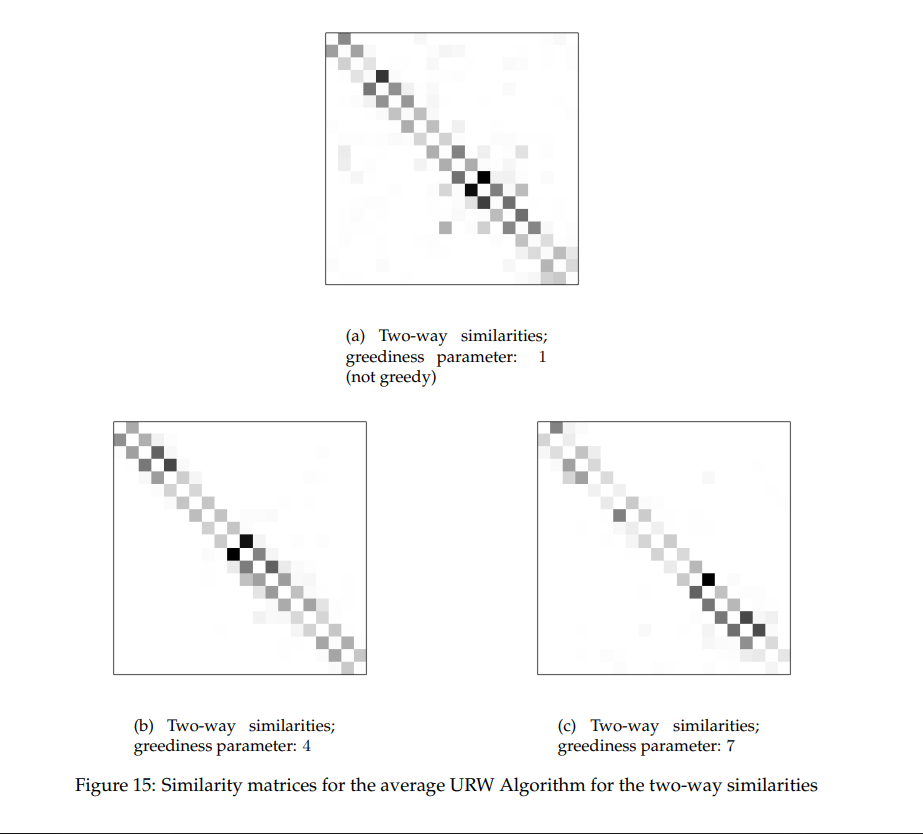 (a) Two-way similarities;
greediness parameter: 1
(not greedy)
(b) Two-way similarities;
greediness parameter: 4
(c) Two-way similarities;
greediness parameter: 7
Figure 15: Similarity matrices for the average URW Algorithm for the two-way similarities